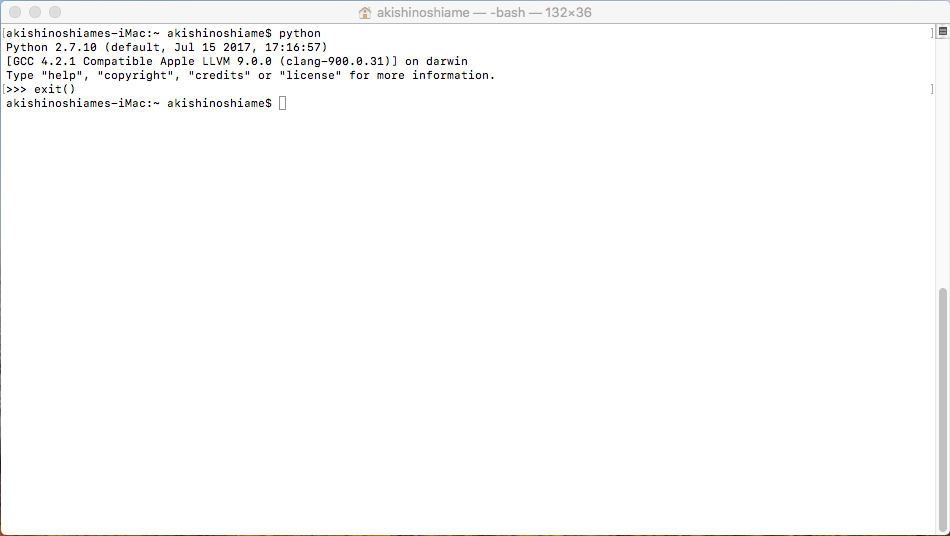 akishinoshiame — -bash — 132×36
[akishinoshiames-iMac:~ akishinoshiame$ python ]
Python 2.7.10 (default, Jul 15 2017, 17:16:57)
[GCC 4.2.1 Compatible Apple LLVM 9.0.0 (clang-900.0.31)] on darwin
Type "help", "copyright", "credits" or "license" for more information.
[>>> exit() ]
akishinoshiames-iMac:~ akishinoshiame$